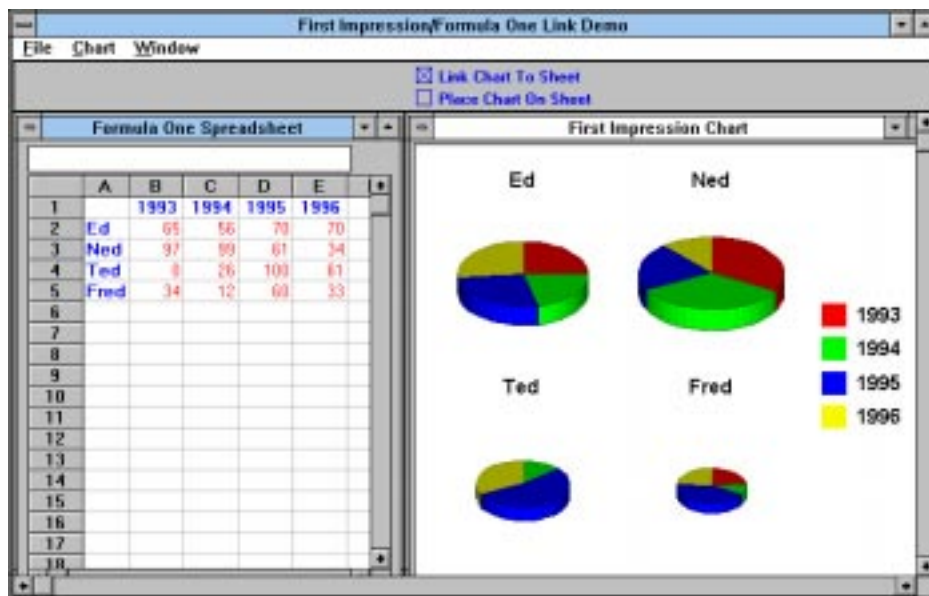 First Impression/Formula One Link Demo
File Chart Window
Link Chart To Sheet
Place Chart On Sheet
Formula One Spreadsheet
A B C D E
1 1993 1994 1995 1996
2 Ed 65 56 70 70
3 Ned 97 99 61 34
4 Ted 0 26 100 61
5 Fred 34 12 60 33
6
7
8
9
10
11
12
13
14
15
16
17
18
First Impression Chart
Ed Ned
Ted Fred
1993
1994
1995
1996